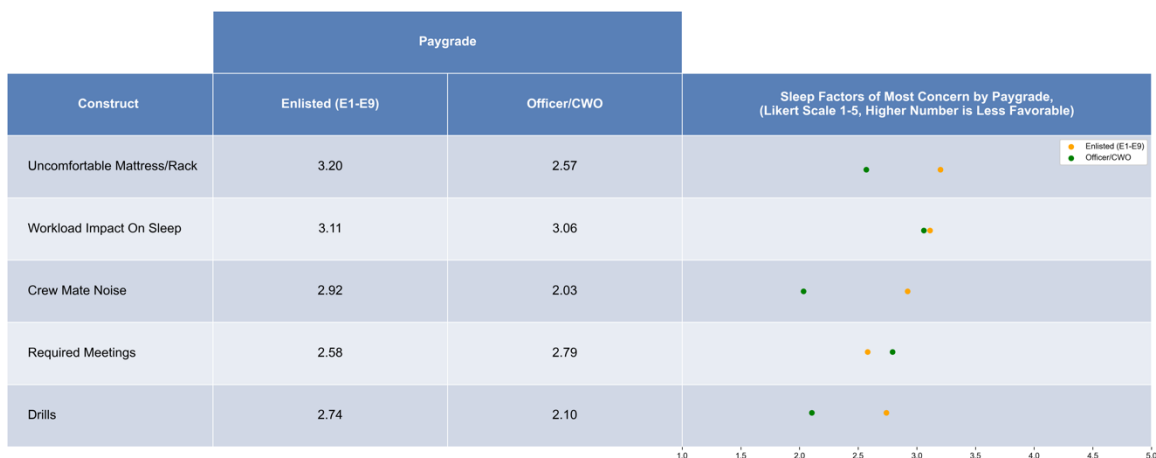 Paygrade
Construct
Enlisted (E1-E9)
Officer/CWO
Sleep Factors of Most Concern by Paygrade,
(Likert Scale 1-5, Higher Number is Less Favorable)
Enlisted (E1-E9)
Officer/CWO
Uncomfortable Mattress/Rack 3.20 2.57
Workload Impact On Sleep 3.11 3.06
Crew Mate Noise 2.92 2.03
Required Meetings 2.58 2.79
Drills 2.74 2.10
1.0 1.5 2.0 2.5 3.0 3.5 4.0 4.5 5.0